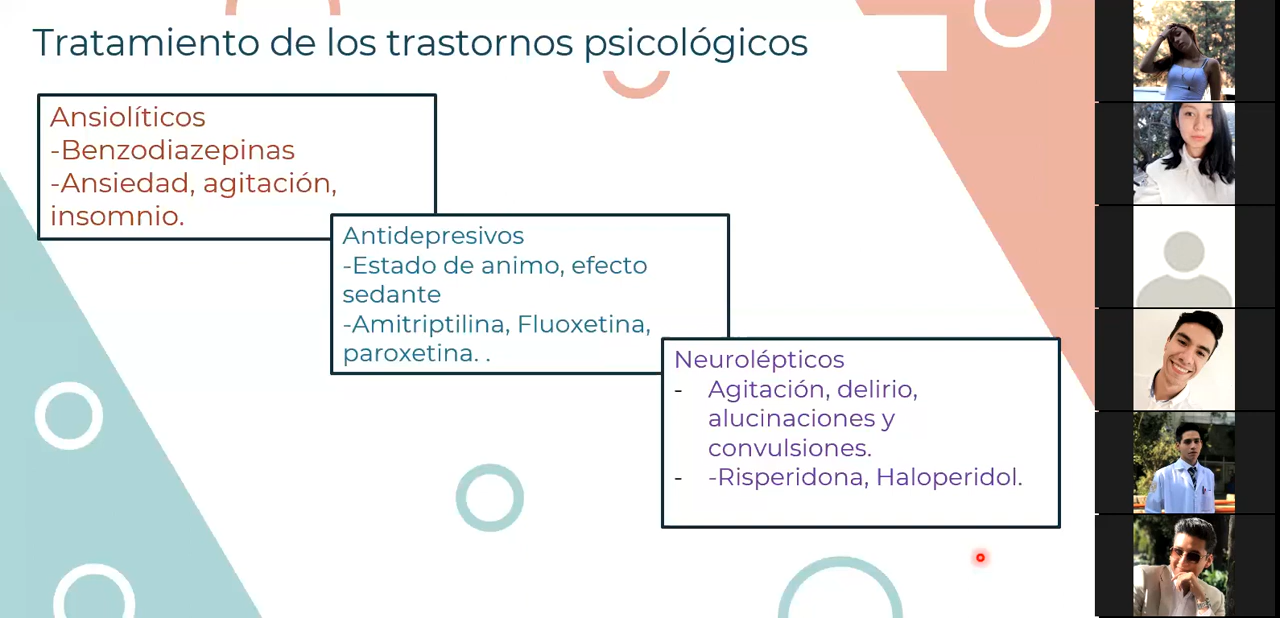 Tratamiento de los trastornos psicológicos
Ansiolíticos
-Benzodiazepinas
-Ansiedad, agitación,
insomnio.
Antidepresivos
-Estado de animo, efecto
sedante
-Amitriptilina, Fluoxetina,
paroxetina. .
Neurolépticos
- Agitación, delirio,
alucinaciones y
convulsiones.
- -Risperidona, Haloperidol.